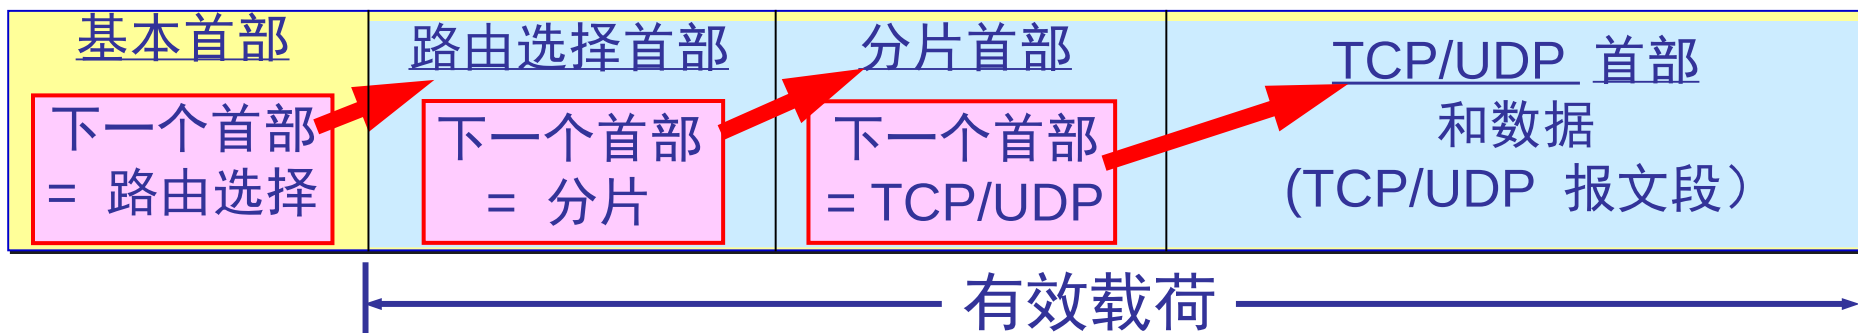 基本首部
下一个首部
= 路由选择
路由选择首部
下一个首部
= 分片
分片首部
下一个首部
= TCP/UDP
TCP/UDP 首部
和数据
(TCP/UDP 报文段）
有效载荷